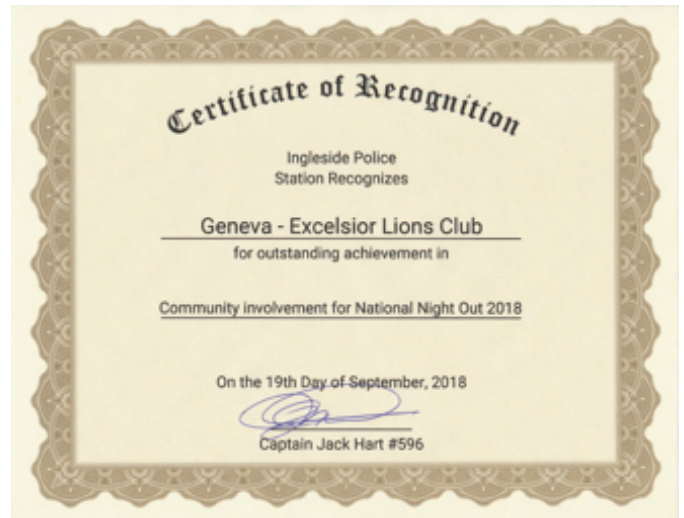 Certificate of Recognition
Ingleside Police
Station Recognizes
Geneva - Excelsior Lions Club
for outstanding achievement in
Community involvement for National Night Out 2018
On the 19th Day of September, 2018
Captain Jack Hart #596